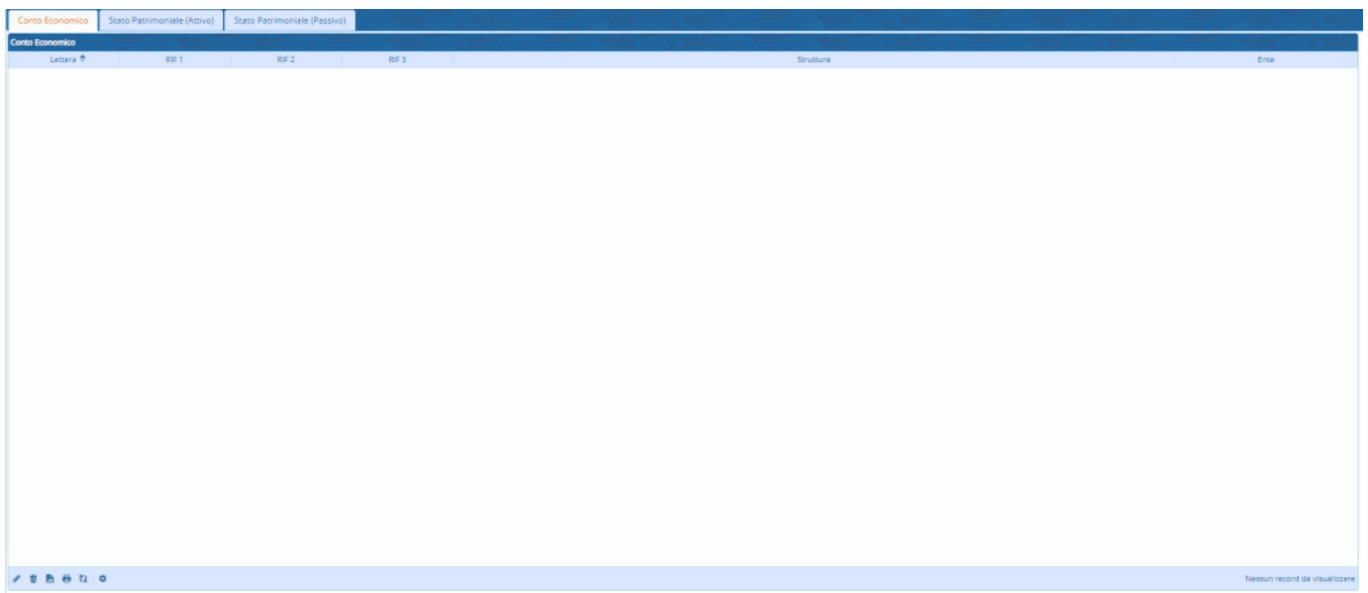 Conto Economico Stato Patrimoniale (Attivo) Stato Patrimoniale (Passivo)
Conto Economico
Lettera RIF 1 RIF 2 RIF 3 Struttura Ente
Nessun record da visualizzare